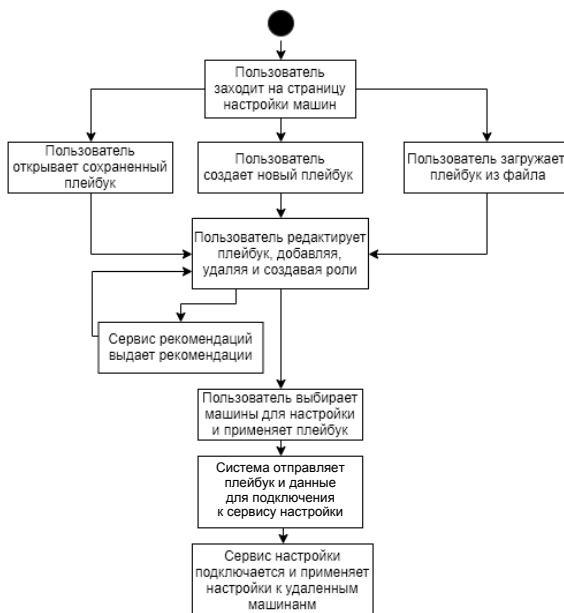 Пользователь
заходит на страницу
настройки машин
Пользователь
открывает сохраненный
плейбук
Пользователь
создает новый плейбук
Пользователь загружает
плейбук из файла
Пользователь редактирует
плейбук, добавляя,
удаляя и создавая роли
Сервис рекомендаций
выдает рекомендации
Пользователь выбирает
машины для настройки
и применяет плейбук
Система отправляет
плейбук и данные
для подключения
к сервису настройки
Сервис настройки
подключается и применяет
настройки к удаленным
машинанм